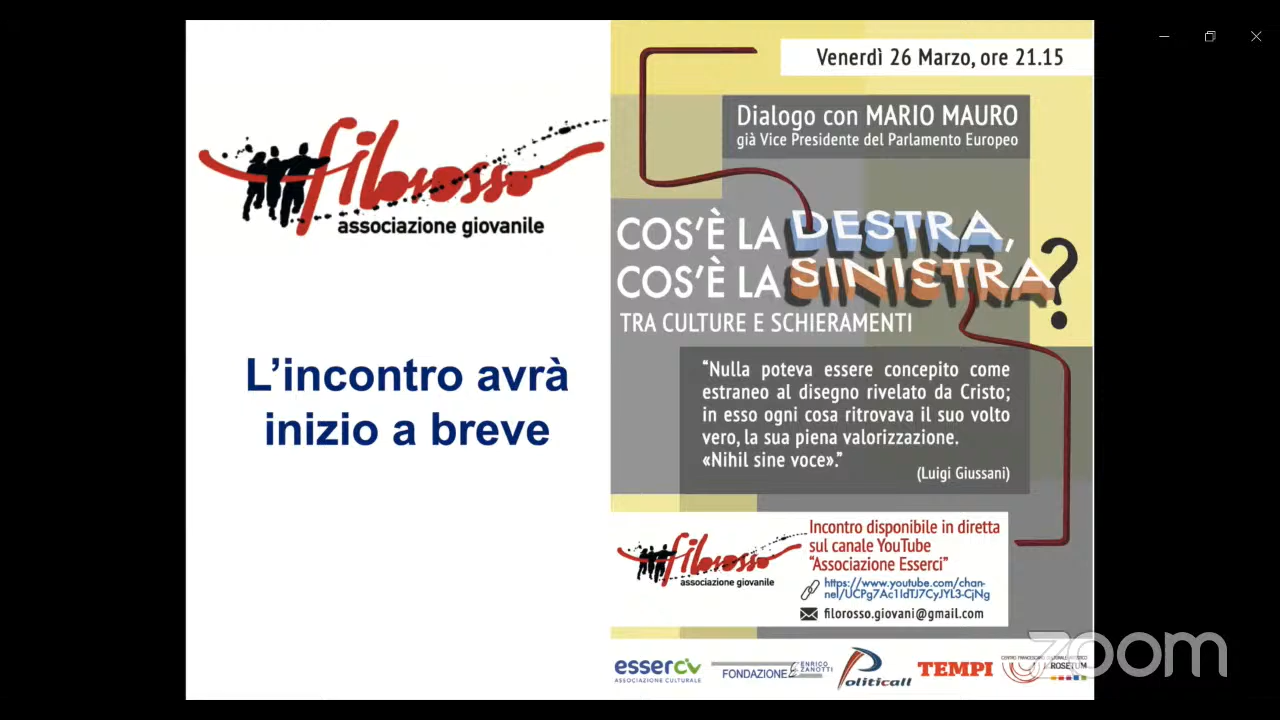 filorosso
associazione giovanile
L'incontro avrà
inizio a breve
Venerdì 26 Marzo, ore 21.15
Dialogo con MARIO MAURO
già Vice Presidente del Parlamento Europeo
COS'È LA DESTRA,
COS'È LA SINISTRA?
TRA CULTURE E SCHIERAMENTI
“Nulla poteva essere concepito come
estraneo al disegno rivelato da Cristo;
in esso ogni cosa ritrovava il suo volto
vero, la sua piena valorizzazione.
«Nihil sine voce».”
(Luigi Giussani)
filorosso
associazione giovanile
Incontro disponibile in diretta
sul canale YouTube
“Associazione Esserci”
https://www.youtube.com/chan-
nel/UCPg7Ac1IdTJ7CyJYL3-CjNg
filorosso.giovani@gmail.com
esserci
ASSOCIAZIONE CULTURALE
FONDAZIONE ENRICO ZANOTTI
Politicall
TEMPI
ROSETUM
zoom